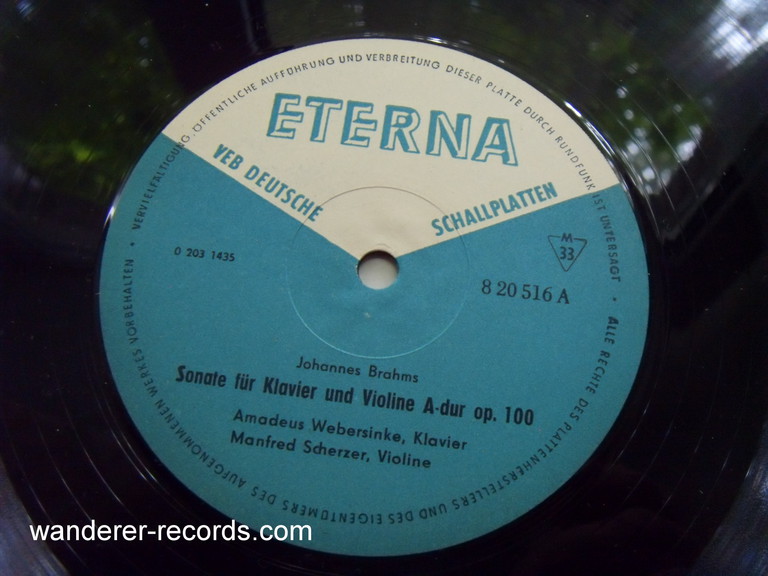 VERVIELFÄLTIGUNG, ÖFFENTLICHE AUFFÜHRUNG UND VERBREITUNG DIESER PLATTE DURCH RUNDFUNK IST UNTERSAGT • ALLE RECHTE DES PLATTENHERSTELLERS UND DES EIGENTÜMERS DES AUFGENOMMENEN WERKES VORBEHALTEN •
ETERNA
VEB DEUTSCHE SCHALLPLATTEN
0 203 1435
M
33
8 20 516 A
Johannes Brahms
Sonate für Klavier und Violine A-dur op. 100
Amadeus Webersinke, Klavier
Manfred Scherzer, Violine
wanderer-records.com